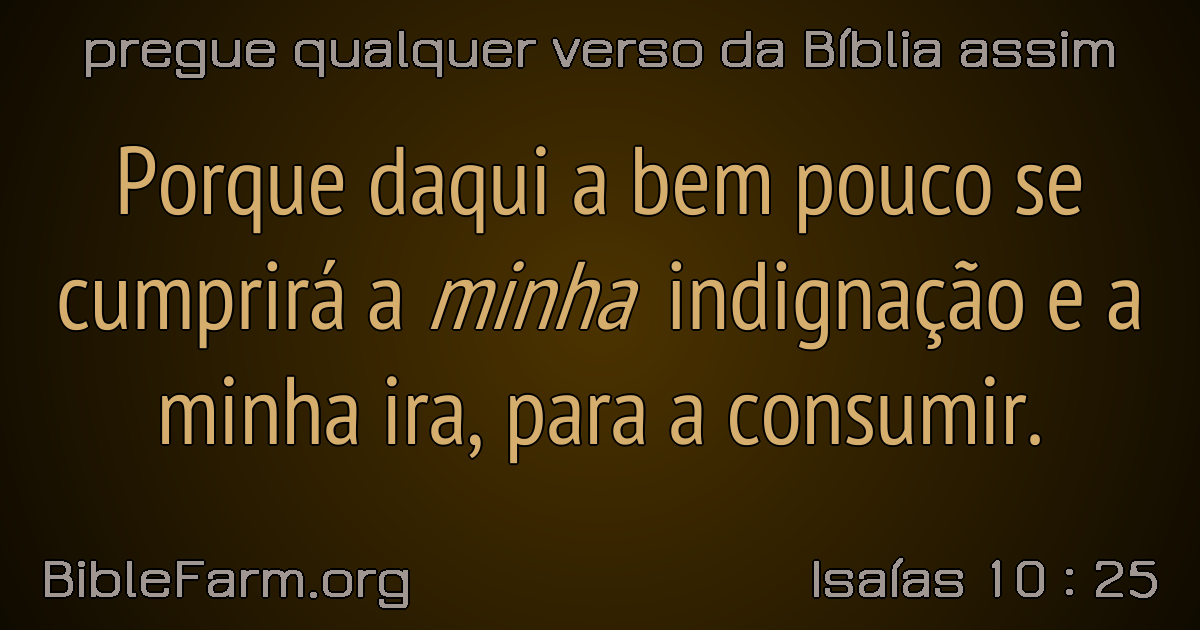 pregue qualquer verso da Bíblia assim
Porque daqui a bem pouco se
cumprirá a minha indignação e a
minha ira, para a consumir.
BibleFarm.org
Isaías 10 : 25